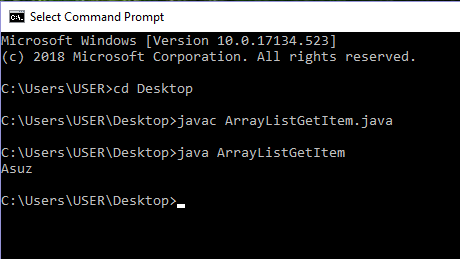 Select Command Prompt
Microsoft Windows [Version 10.0.17134.523]
(c) 2018 Microsoft Corporation. All rights reserved.
C:\Users\USER>cd Desktop
C:\Users\USER\Desktop>javac ArrayListGetItem.java
C:\Users\USER\Desktop>java ArrayListGetItem
Asuz
C:\Users\USER\Desktop>